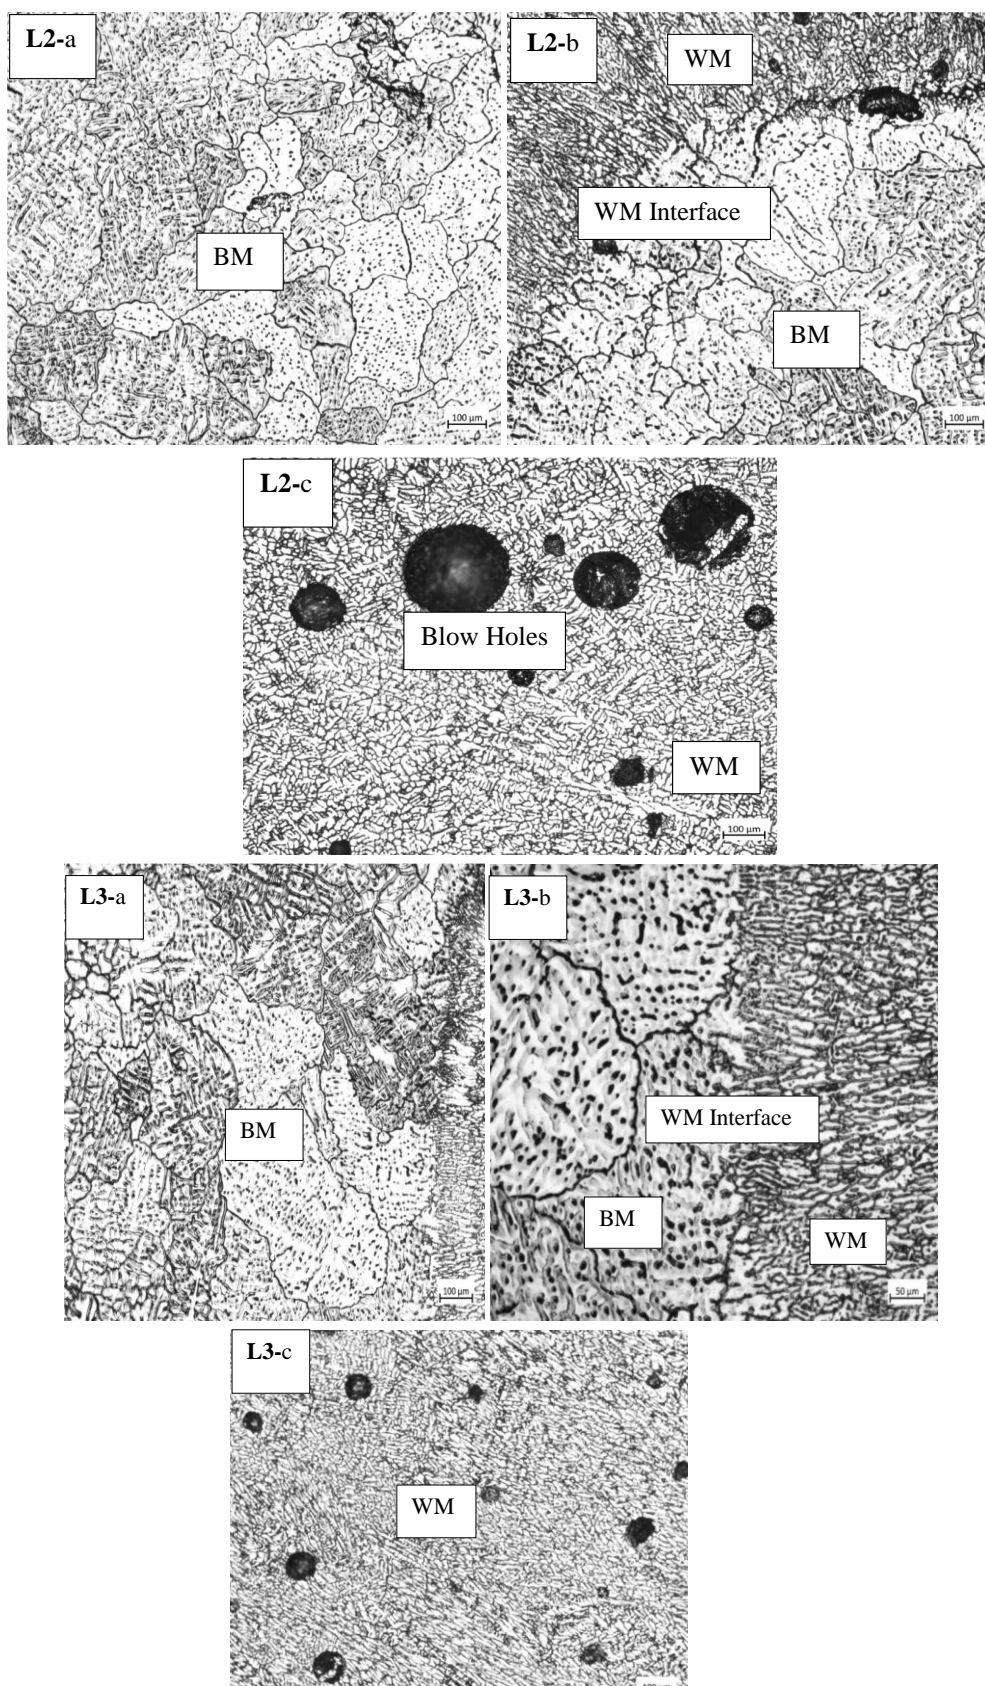 L2-a
BM
100 µm
L2-b
WM
WM Interface
BM
100 µm
L2-c
Blow Holes
WM
100 µm
L3-a
BM
100 µm
L3-b
WM Interface
BM
WM
50 µm
L3-c
WM